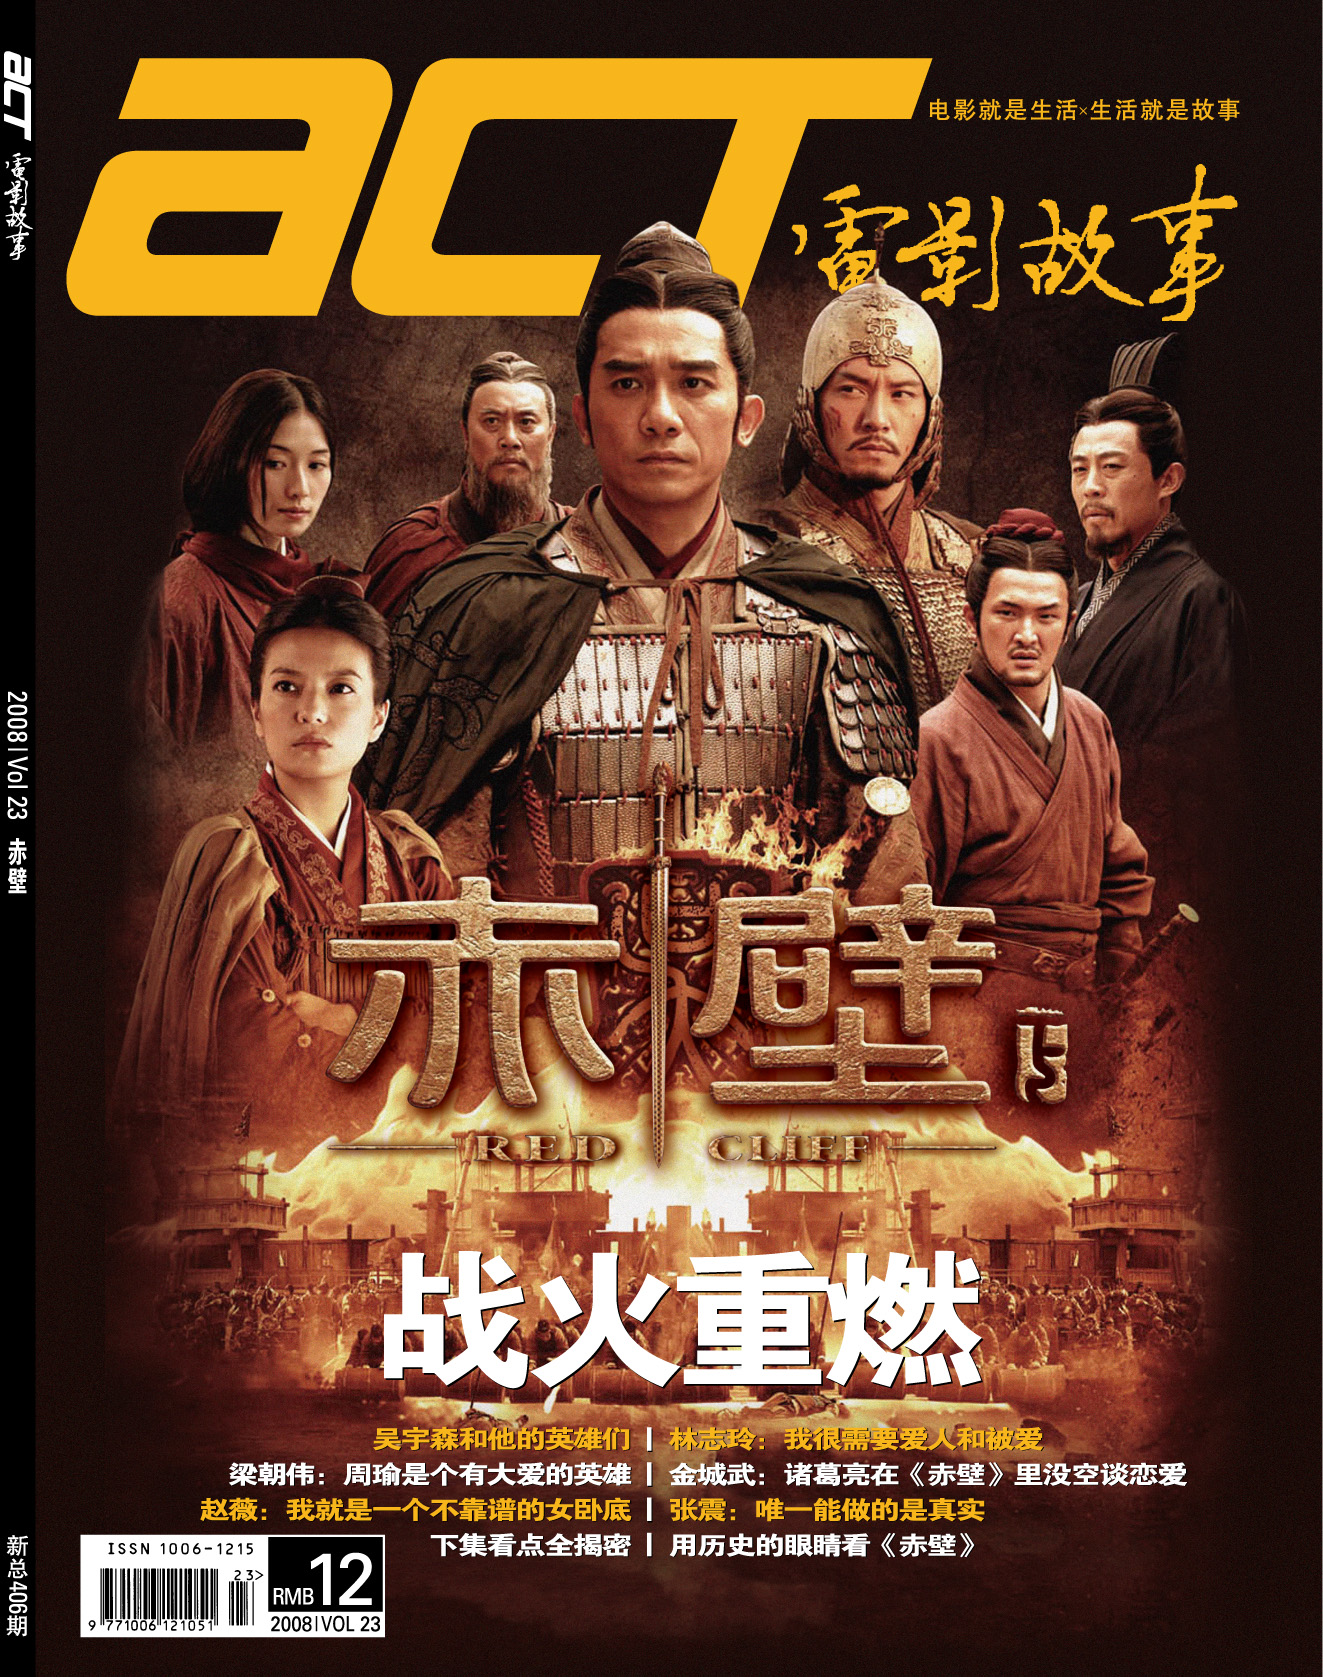 act
电影就是生活×生活就是故事
電影故事
赤壁
下
RED CLIFF
战火重燃
吴宇森和他的英雄们 | 林志玲：我很需要爱人和被爱
梁朝伟：周瑜是个有大爱的英雄 | 金城武：诸葛亮在《赤壁》里没空谈恋爱
赵薇：我就是一个不靠谱的女卧底 | 张震：唯一能做的是真实
下集看点全揭密 | 用历史的眼睛看《赤壁》
ISSN 1006-1215
23>
9 771006 121051
RMB 12
2008|VOL 23
act 電影故事
2008|Vol 23 赤壁
新总406期